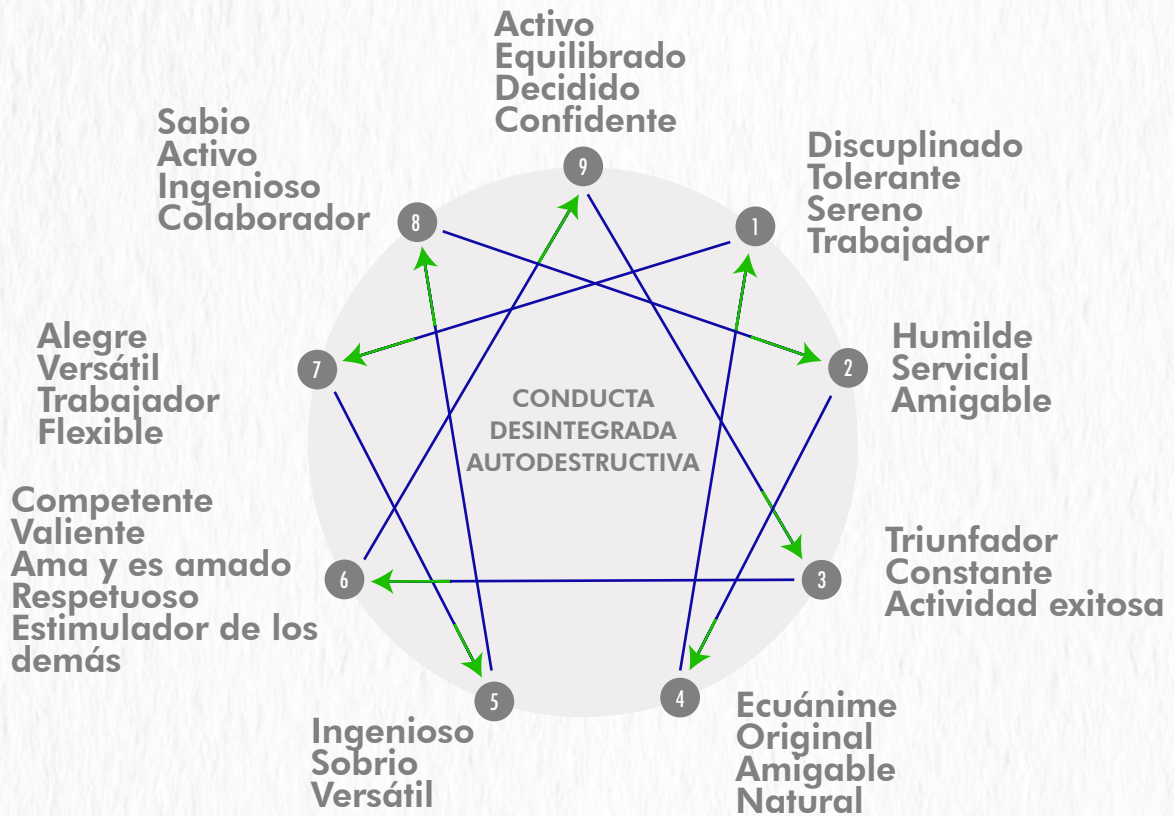 Activo
Equilibrado
Decidido
Confidente
9
Sabio
Activo
Ingenioso
Colaborador
8
Discuplinado
Tolerante
Sereno
Trabajador
1
Alegre
Versátil
Trabajador
Flexible
7
Humilde
Servicial
Amigable
2
CONDUCTA
DESINTEGRADA
AUTODESTRUCTIVA
Competente
Valiente
Ama y es amado
Respetuoso
Estimulador de los
demás
6
Triunfador
Constante
Actividad exitosa
3
Ingenioso
Sobrio
Versátil
5
Ecuánime
Original
Amigable
Natural
4